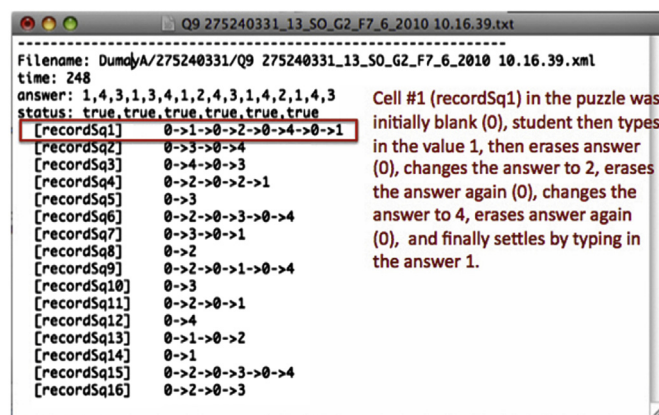 Q9 275240331_13_SO_G2_F7_6_2010 10.16.39.txt
------------------------------------------------------------
Filename: DumayA/275240331/Q9 275240331_13_SO_G2_F7_6_2010 10.16.39.xml
time: 248
answer: 1,4,3,1,3,4,1,2,4,3,1,4,2,1,4,3
status: true,true,true,true,true,true
[recordSq1] 0->1->0->2->0->4->0->1
[recordSq2] 0->3->0->4
[recordSq3] 0->4->0->3
[recordSq4] 0->2->0->2->1
[recordSq5] 0->3
[recordSq6] 0->2->0->3->0->4
[recordSq7] 0->3->0->1
[recordSq8] 0->2
[recordSq9] 0->2->0->1->0->4
[recordSq10] 0->3
[recordSq11] 0->2->0->1
[recordSq12] 0->4
[recordSq13] 0->1->0->2
[recordSq14] 0->1
[recordSq15] 0->2->0->3->0->4
[recordSq16] 0->2->0->3
Cell #1 (recordSq1) in the puzzle was
initially blank (0), student then types
in the value 1, then erases answer
(0), changes the answer to 2, erases
the answer again (0), changes the
answer to 4, erases answer again
(0), and finally settles by typing in
the answer 1.